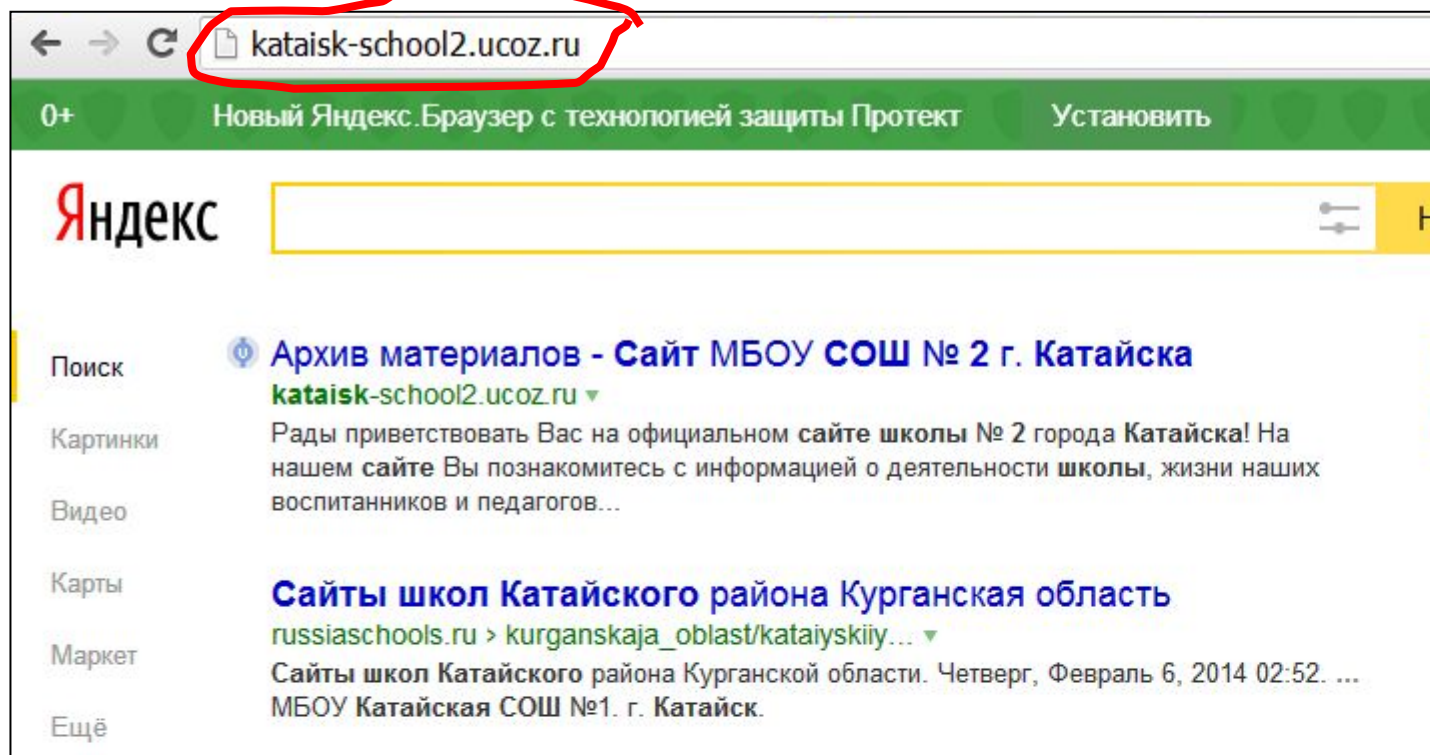 kataisk-school2.ucoz.ru
0+ Новый Яндекс.Браузер с технологией защиты Протект Установить
Яндекс Н
Поиск
Картинки
Видео
Карты
Маркет
Ещё
Архив материалов - Сайт МБОУ СОШ № 2 г. Катайска
kataisk-school2.ucoz.ru
Рады приветствовать Вас на официальном сайте школы № 2 города Катайска! На
нашем сайте Вы познакомитесь с информацией о деятельности школы, жизни наших
воспитанников и педагогов...
Сайты школ Катайского района Курганская область
russiaschools.ru › kurganskaja_oblast/kataiyskiiy...
Сайты школ Катайского района Курганской области. Четверг, Февраль 6, 2014 02:52. ...
МБОУ Катайская СОШ №1. г. Катайск.